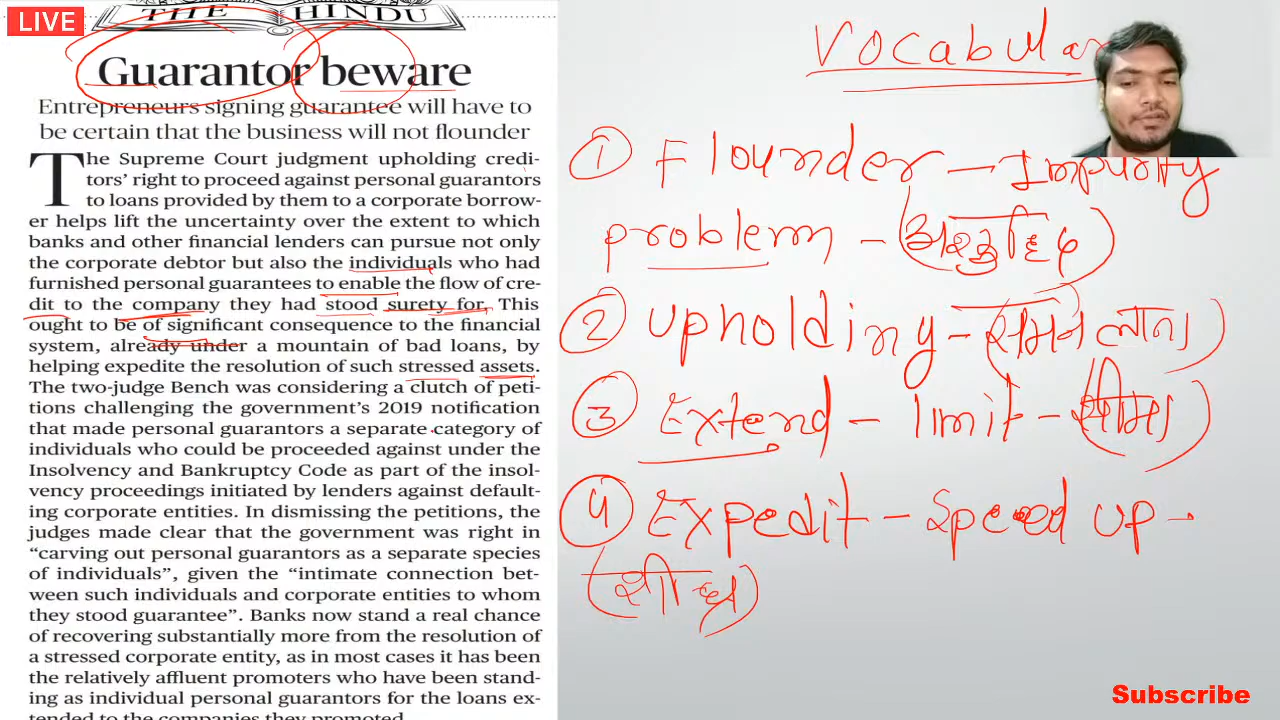 LIVE
THE HINDU
Guarantor beware
Entrepreneurs signing guarantee will have to
be certain that the business will not flounder
The Supreme Court judgment upholding credi-
tors' right to proceed against personal guarantors
to loans provided by them to a corporate borrow-
er helps lift the uncertainty over the extent to which
banks and other financial lenders can pursue not only
the corporate debtor but also the individuals who had
furnished personal guarantees to enable the flow of cre-
dit to the company they had stood surety for. This
ought to be of significant consequence to the financial
system, already under a mountain of bad loans, by
helping expedite the resolution of such stressed assets.
The two-judge Bench was considering a clutch of peti-
tions challenging the government's 2019 notification
that made personal guarantors a separate category of
individuals who could be proceeded against under the
Insolvency and Bankruptcy Code as part of the insol-
vency proceedings initiated by lenders against default-
ing corporate entities. In dismissing the petitions, the
judges made clear that the government was right in
"carving out personal guarantors as a separate species
of individuals", given the "intimate connection bet-
ween such individuals and corporate entities to whom
they stood guarantee". Banks now stand a real chance
of recovering substantially more from the resolution of
a stressed corporate entity, as in most cases it has been
the relatively affluent promoters who have been stand-
ing as individual personal guarantors for the loans ex-
tended to the companies they promoted.
Vocabular
① Flounder - Impurity
problem -
② Upholding -
③ Extend - limit - (सीमा)
④ Expedit - Speed up -
Subscribe